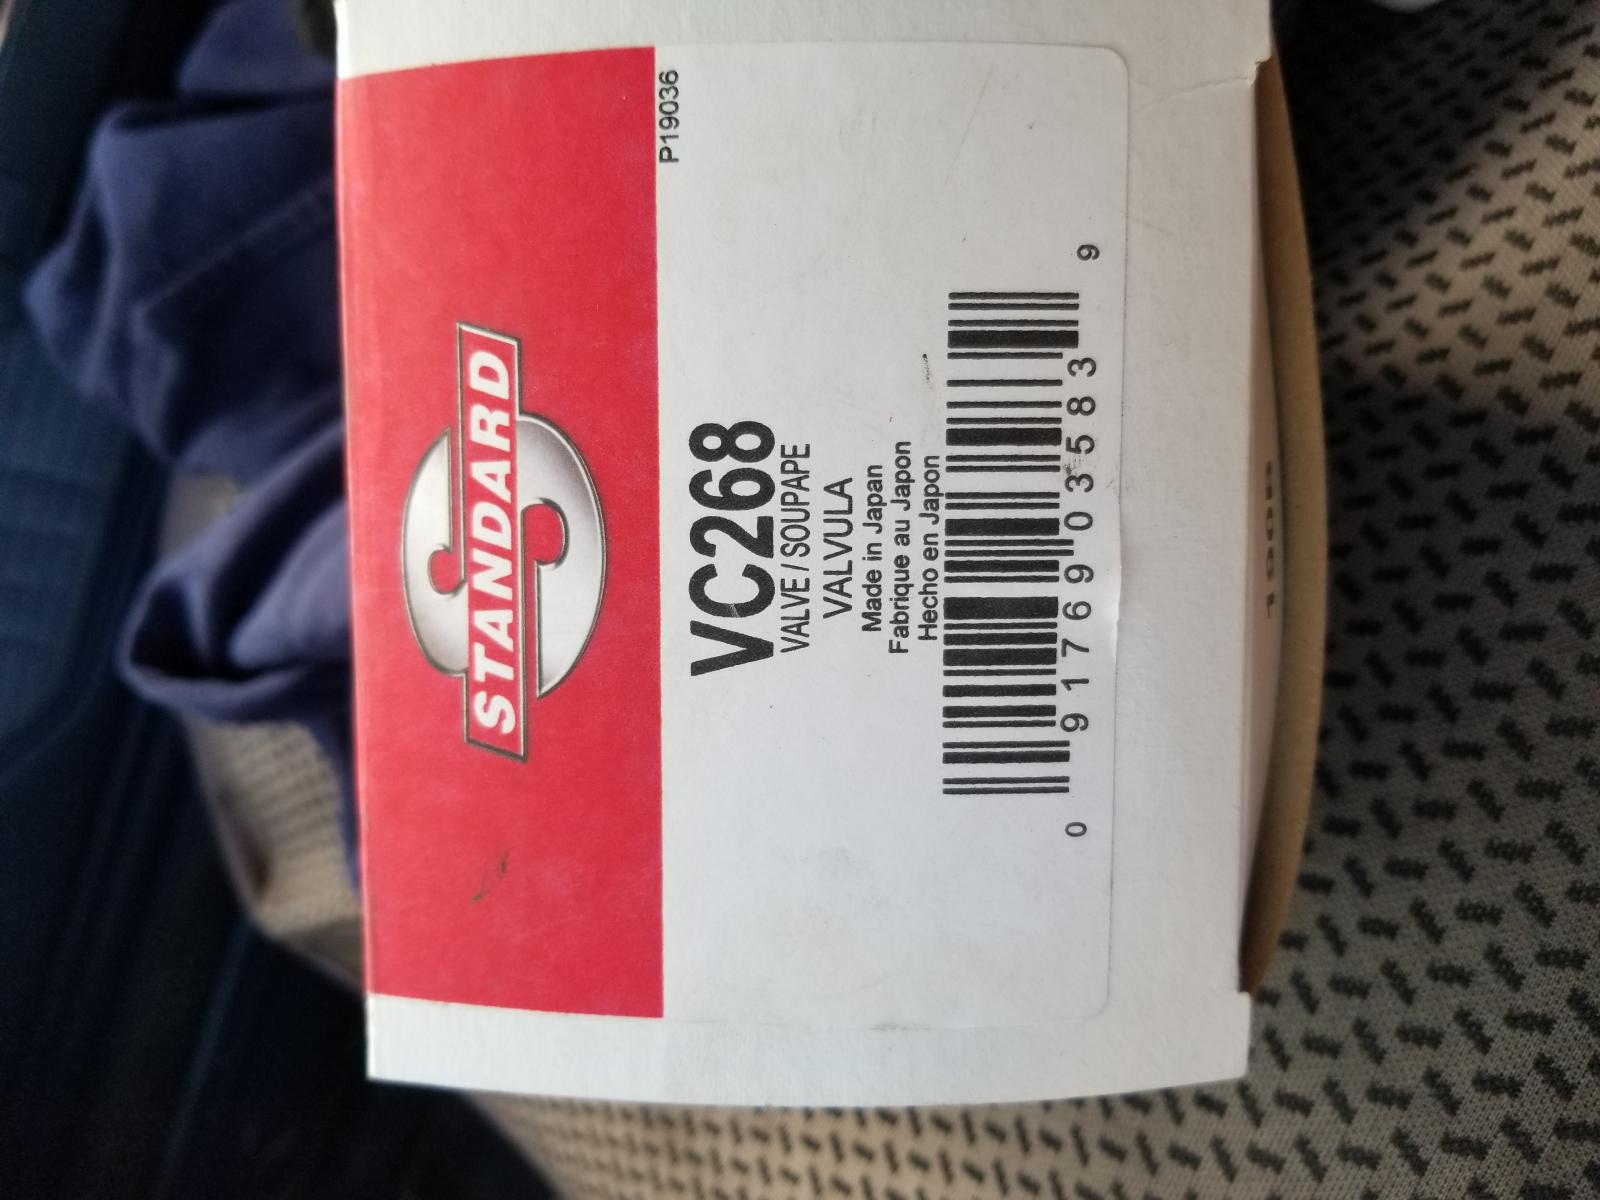 STANDARD
P19036
VC268
VALVE / SOUPAPE
VALVULA
Made in Japan
Fabrique au Japon
Hecho en Japon
0 91769 03583 9